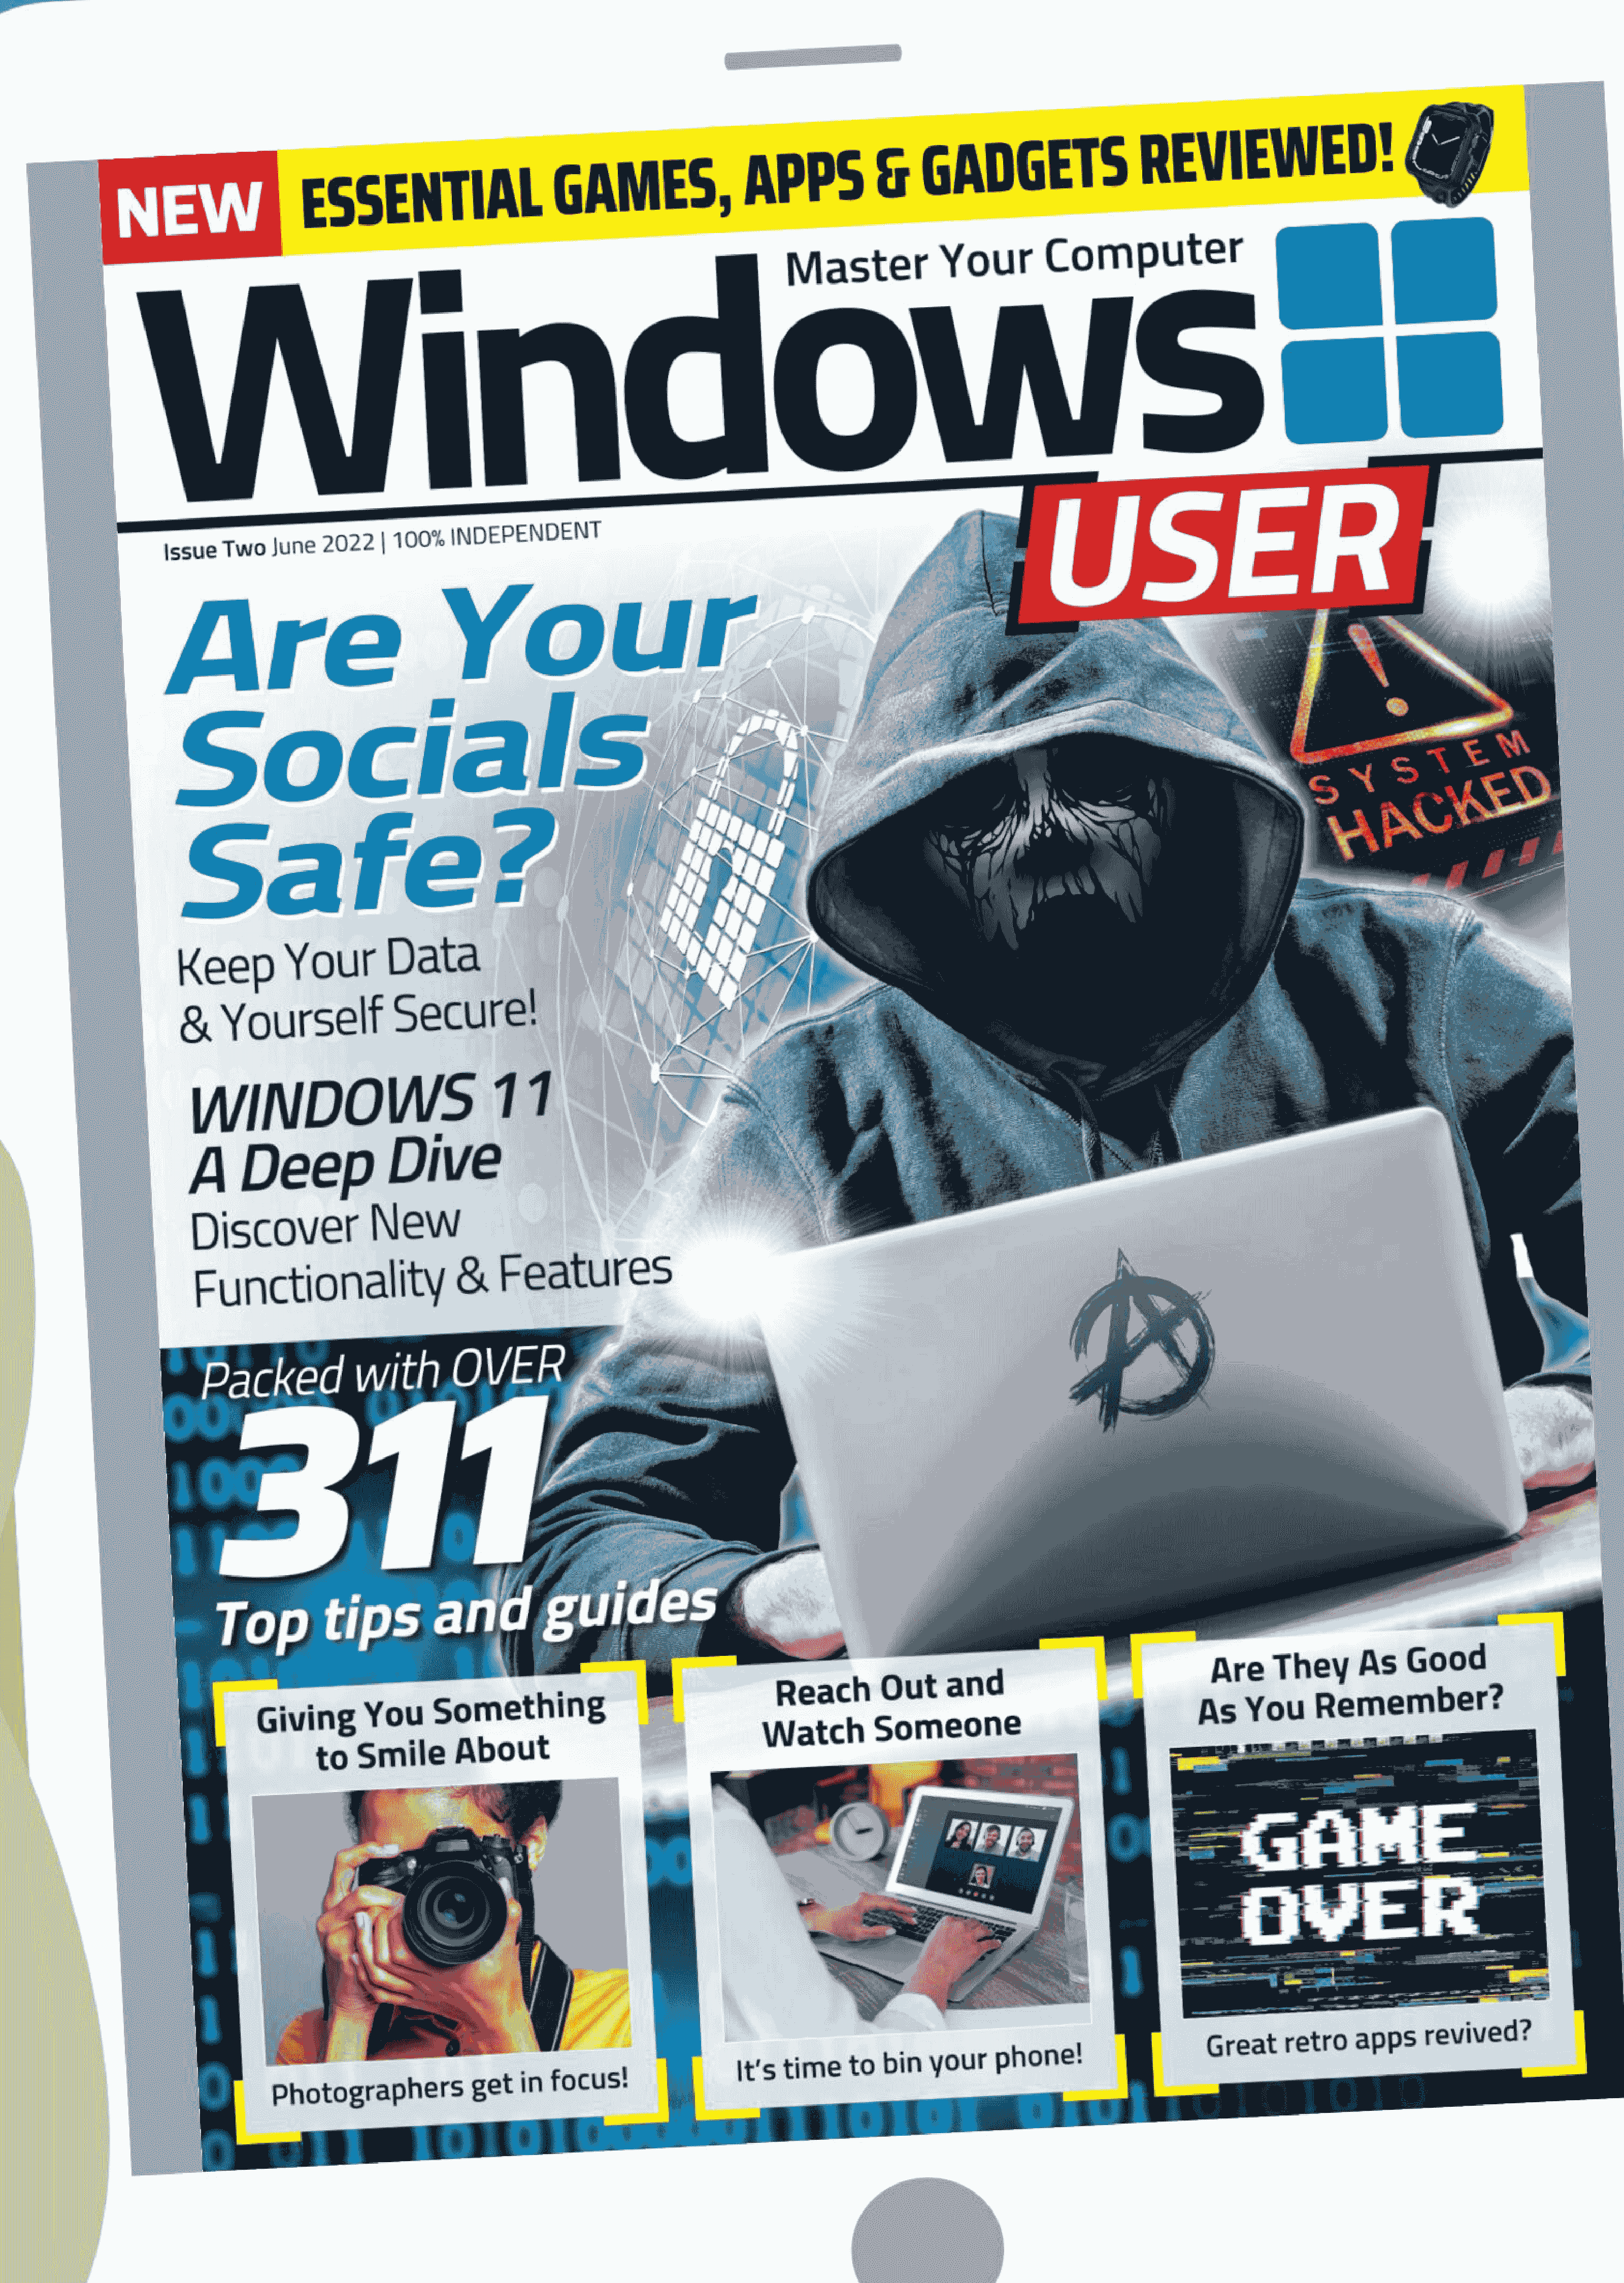 NEW ESSENTIAL GAMES, APPS & GADGETS REVIEWED!
Master Your Computer
Windows
USER
Issue Two June 2022 | 100% INDEPENDENT
Are Your
Socials
Safe?
Keep Your Data
& Yourself Secure!
SYSTEM
HACKED
WINDOWS 11
A Deep Dive
Discover New
Functionality & Features
Packed with OVER
311
Top tips and guides
Giving You Something
to Smile About
Photographers get in focus!
Reach Out and
Watch Someone
It's time to bin your phone!
Are They As Good
As You Remember?
GAME
OVER
Great retro apps revived?